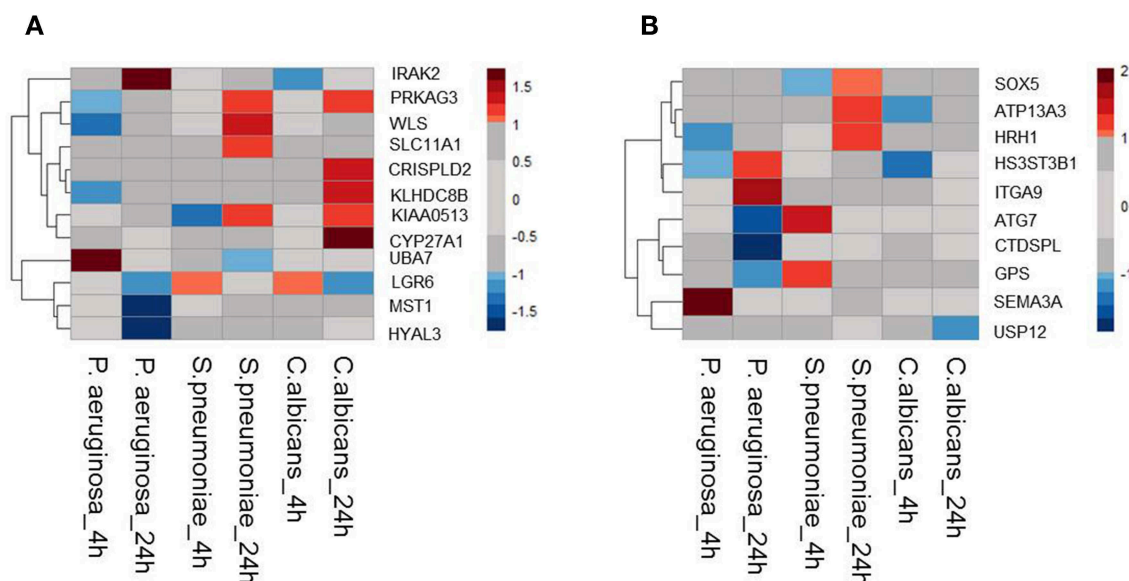 A
IRAK2
PRKAG3
WLS
SLC11A1
CRISPLD2
KLHDC8B
KIAA0513
CYP27A1
UBA7
LGR6
MST1
HYAL3
1.5
1
0.5
0
-0.5
-1
-1.5
P. aeruginosa_4h
P. aeruginosa_24h
S.pneumoniae_4h
S.pneumoniae_24h
C.albicans_4h
C.albicans_24h
B
SOX5
ATP13A3
HRH1
HS3ST3B1
ITGA9
ATG7
CTDSPL
GPS
SEMA3A
USP12
2
1
0
-1
P. aeruginosa_4h
P. aeruginosa_24h
S.pneumoniae_4h
S.pneumoniae_24h
C.albicans_4h
C.albicans_24h